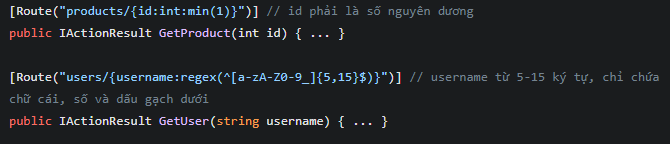 [Route("products/{id:int:min(1)}")] // id phải là số nguyên dương
public IActionResult GetProduct(int id) { ... }
[Route("users/{username:regex(^[a-zA-Z0-9_]{5,15}$)}")] // username từ 5-15 ký tự, chỉ chứa
chữ cái, số và dấu gạch dưới
public IActionResult GetUser(string username) { ... }